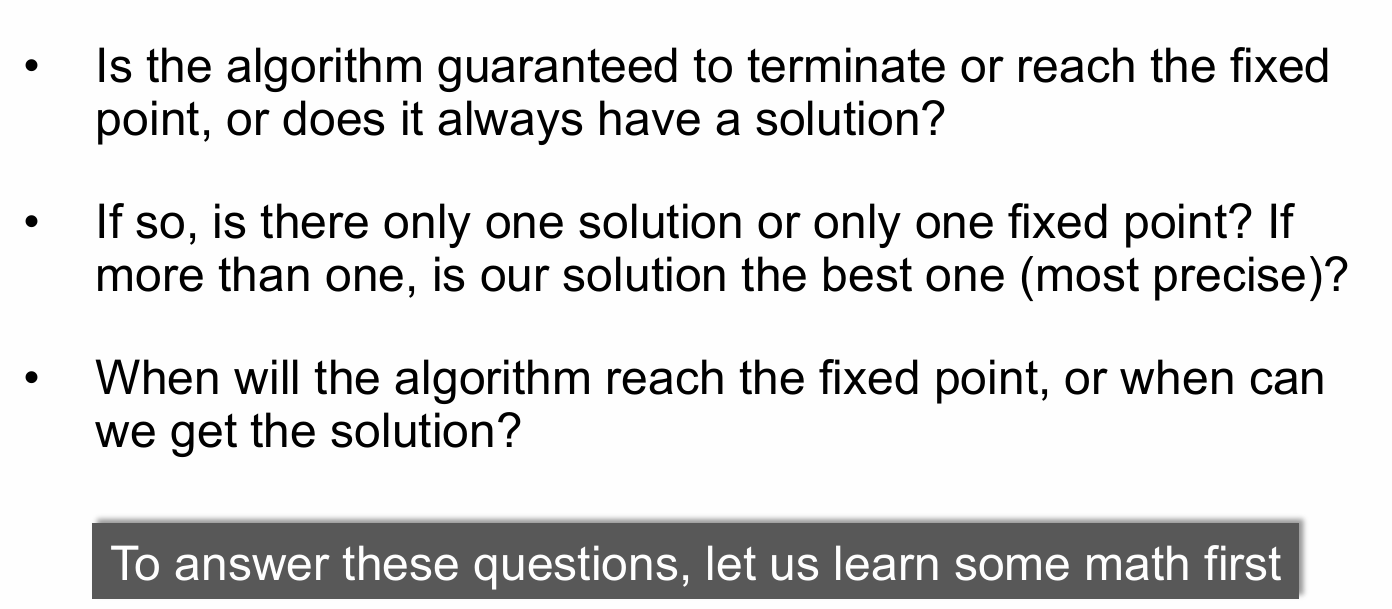 • Is the algorithm guaranteed to terminate or reach the fixed
point, or does it always have a solution?
• If so, is there only one solution or only one fixed point? If
more than one, is our solution the best one (most precise)?
• When will the algorithm reach the fixed point, or when can
we get the solution?
To answer these questions, let us learn some math first